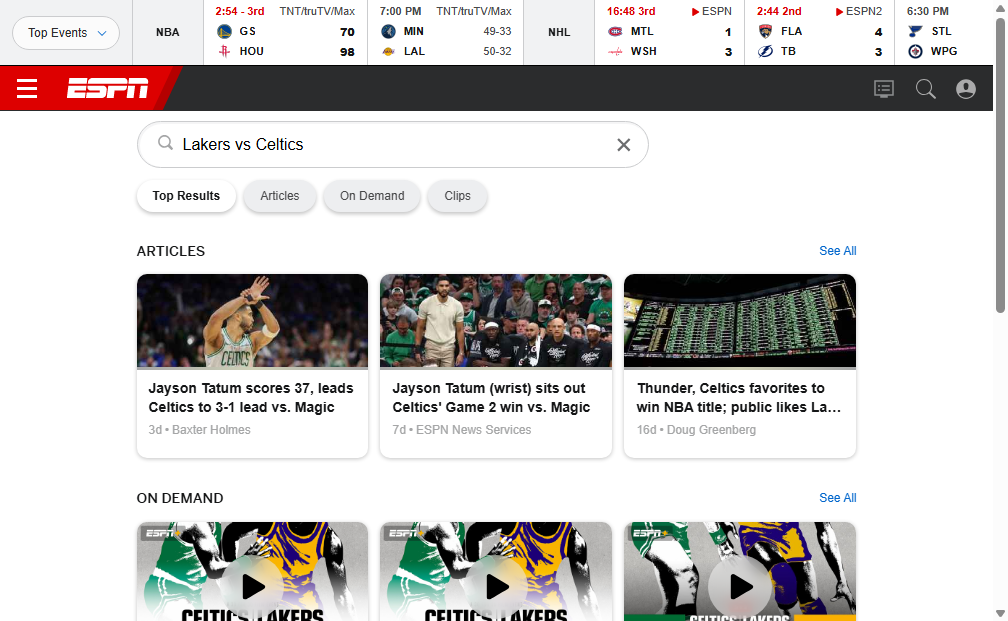 Top Events
NBA
2:54 - 3rd TNT/truTV/Max
GS 70
HOU 98
7:00 PM TNT/truTV/Max
MIN 49-33
LAL 50-32
NHL
16:48 3rd ESPN
MTL 1
WSH 3
2:44 2nd ESPN2
FLA 4
TB 3
6:30 PM
STL
WPG
ESPN
Lakers vs Celtics
Top Results
Articles
On Demand
Clips
ARTICLES
See All
CELTICS
Jayson Tatum scores 37, leads
Celtics to 3-1 lead vs. Magic
3d • Baxter Holmes
Jayson Tatum (wrist) sits out
Celtics' Game 2 win vs. Magic
7d • ESPN News Services
Thunder, Celtics favorites to
win NBA title; public likes La…
16d • Doug Greenberg
ON DEMAND
See All
ESPN+
CELTICS LAKERS
ESPN+
CELTICS LAKERS
ESPN+
CELTICS LAKERS